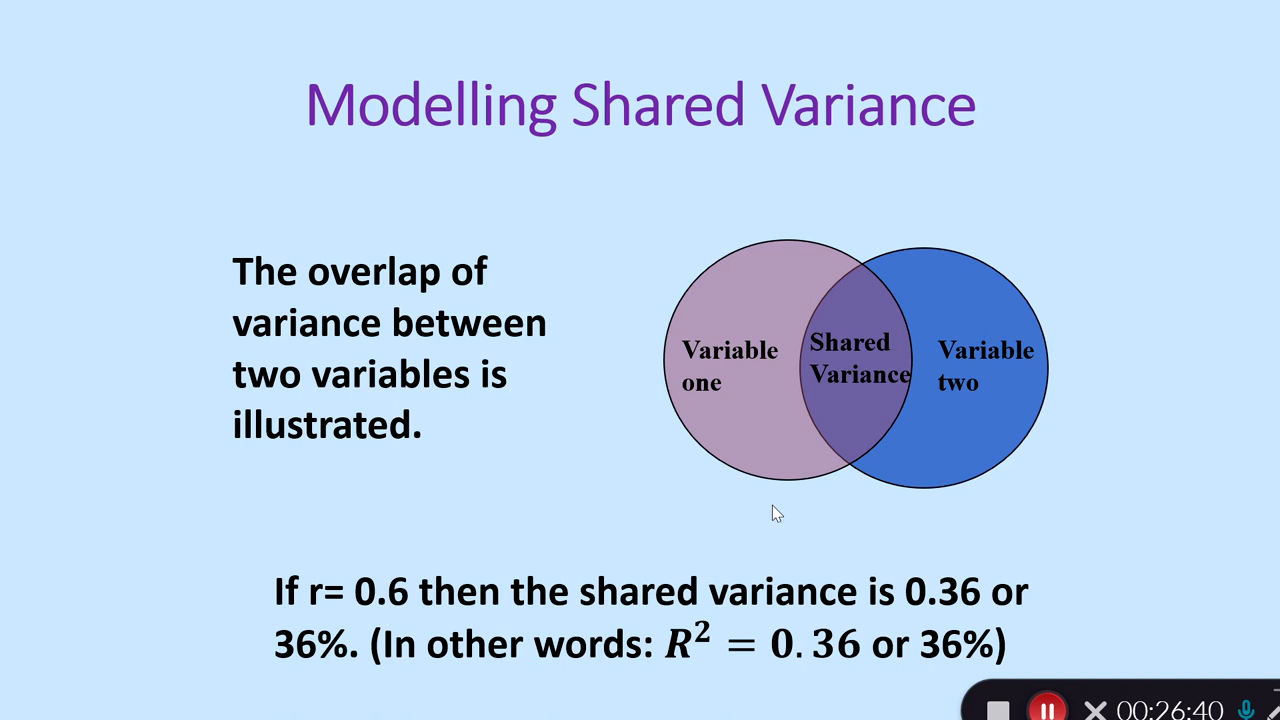 Modelling Shared Variance
The overlap of
variance between
two variables is
illustrated.
Variable
one
Shared
Variance
Variable
two
If r= 0.6 then the shared variance is 0.36 or
36%. (In other words: R² = 0.36 or 36%)
00:26:40